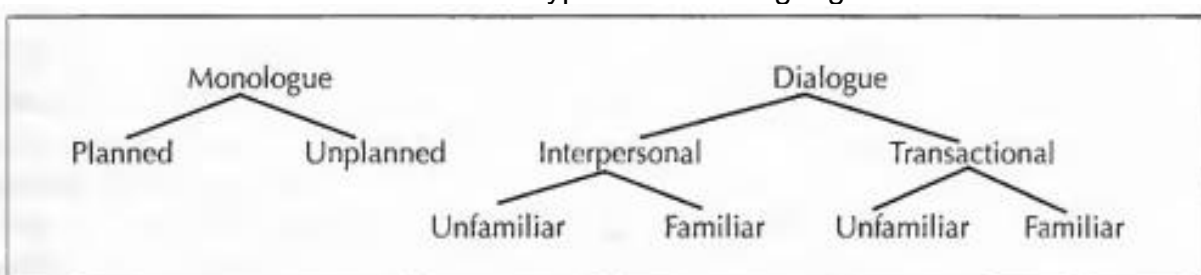 Monologue Dialogue
Planned Unplanned Interpersonal Transactional
Unfamiliar Familiar Unfamiliar Familiar